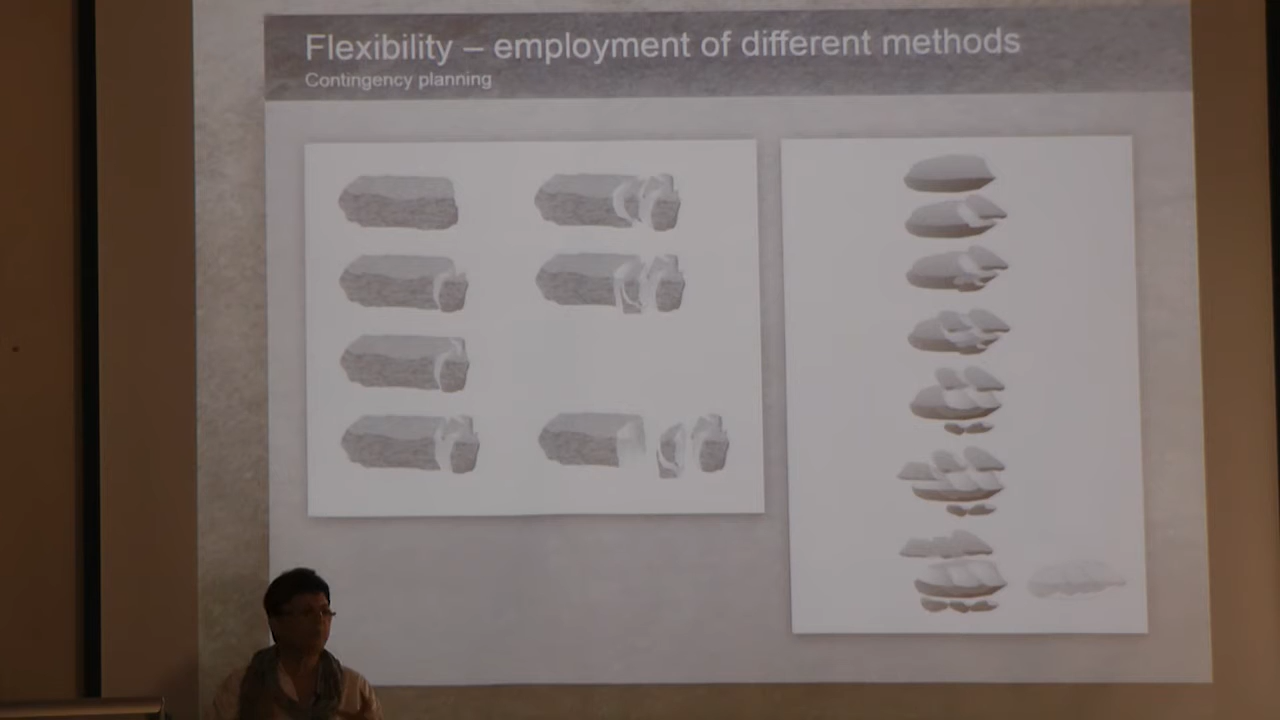 Flexibility – employment of different methods
Contingency planning